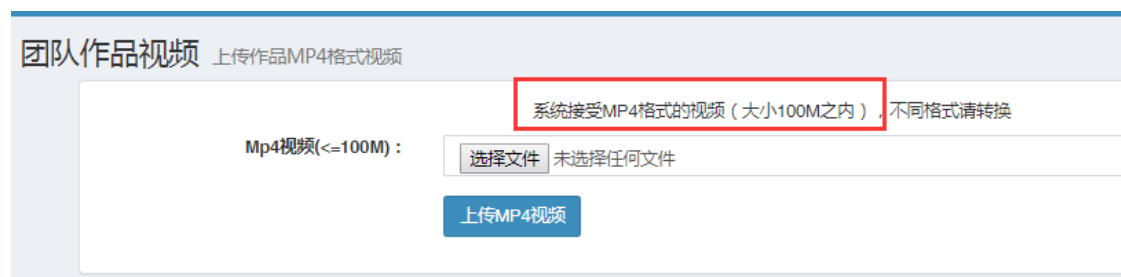 团队作品视频 上传作品MP4格式视频
系统接受MP4格式的视频（大小100M之内），不同格式请转换
Mp4视频(<=100M)：
选择文件 未选择任何文件
上传MP4视频